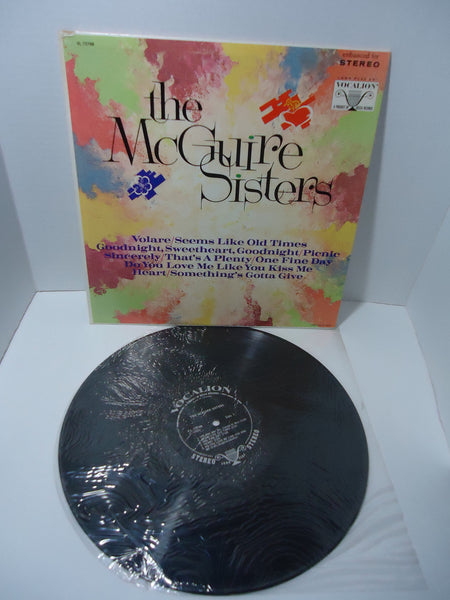 enhanced for
STEREO
VOCALION
the
McGuire
Sisters
Volare/Seems Like Old Times
Goodnight, Sweetheart, Goodnight/Picnic
Sincerely/That's A Plenty/One Fine Day
Do You Love Me Like You Kiss Me
Heart/Something's Gotta Give
VOCALION
STEREO